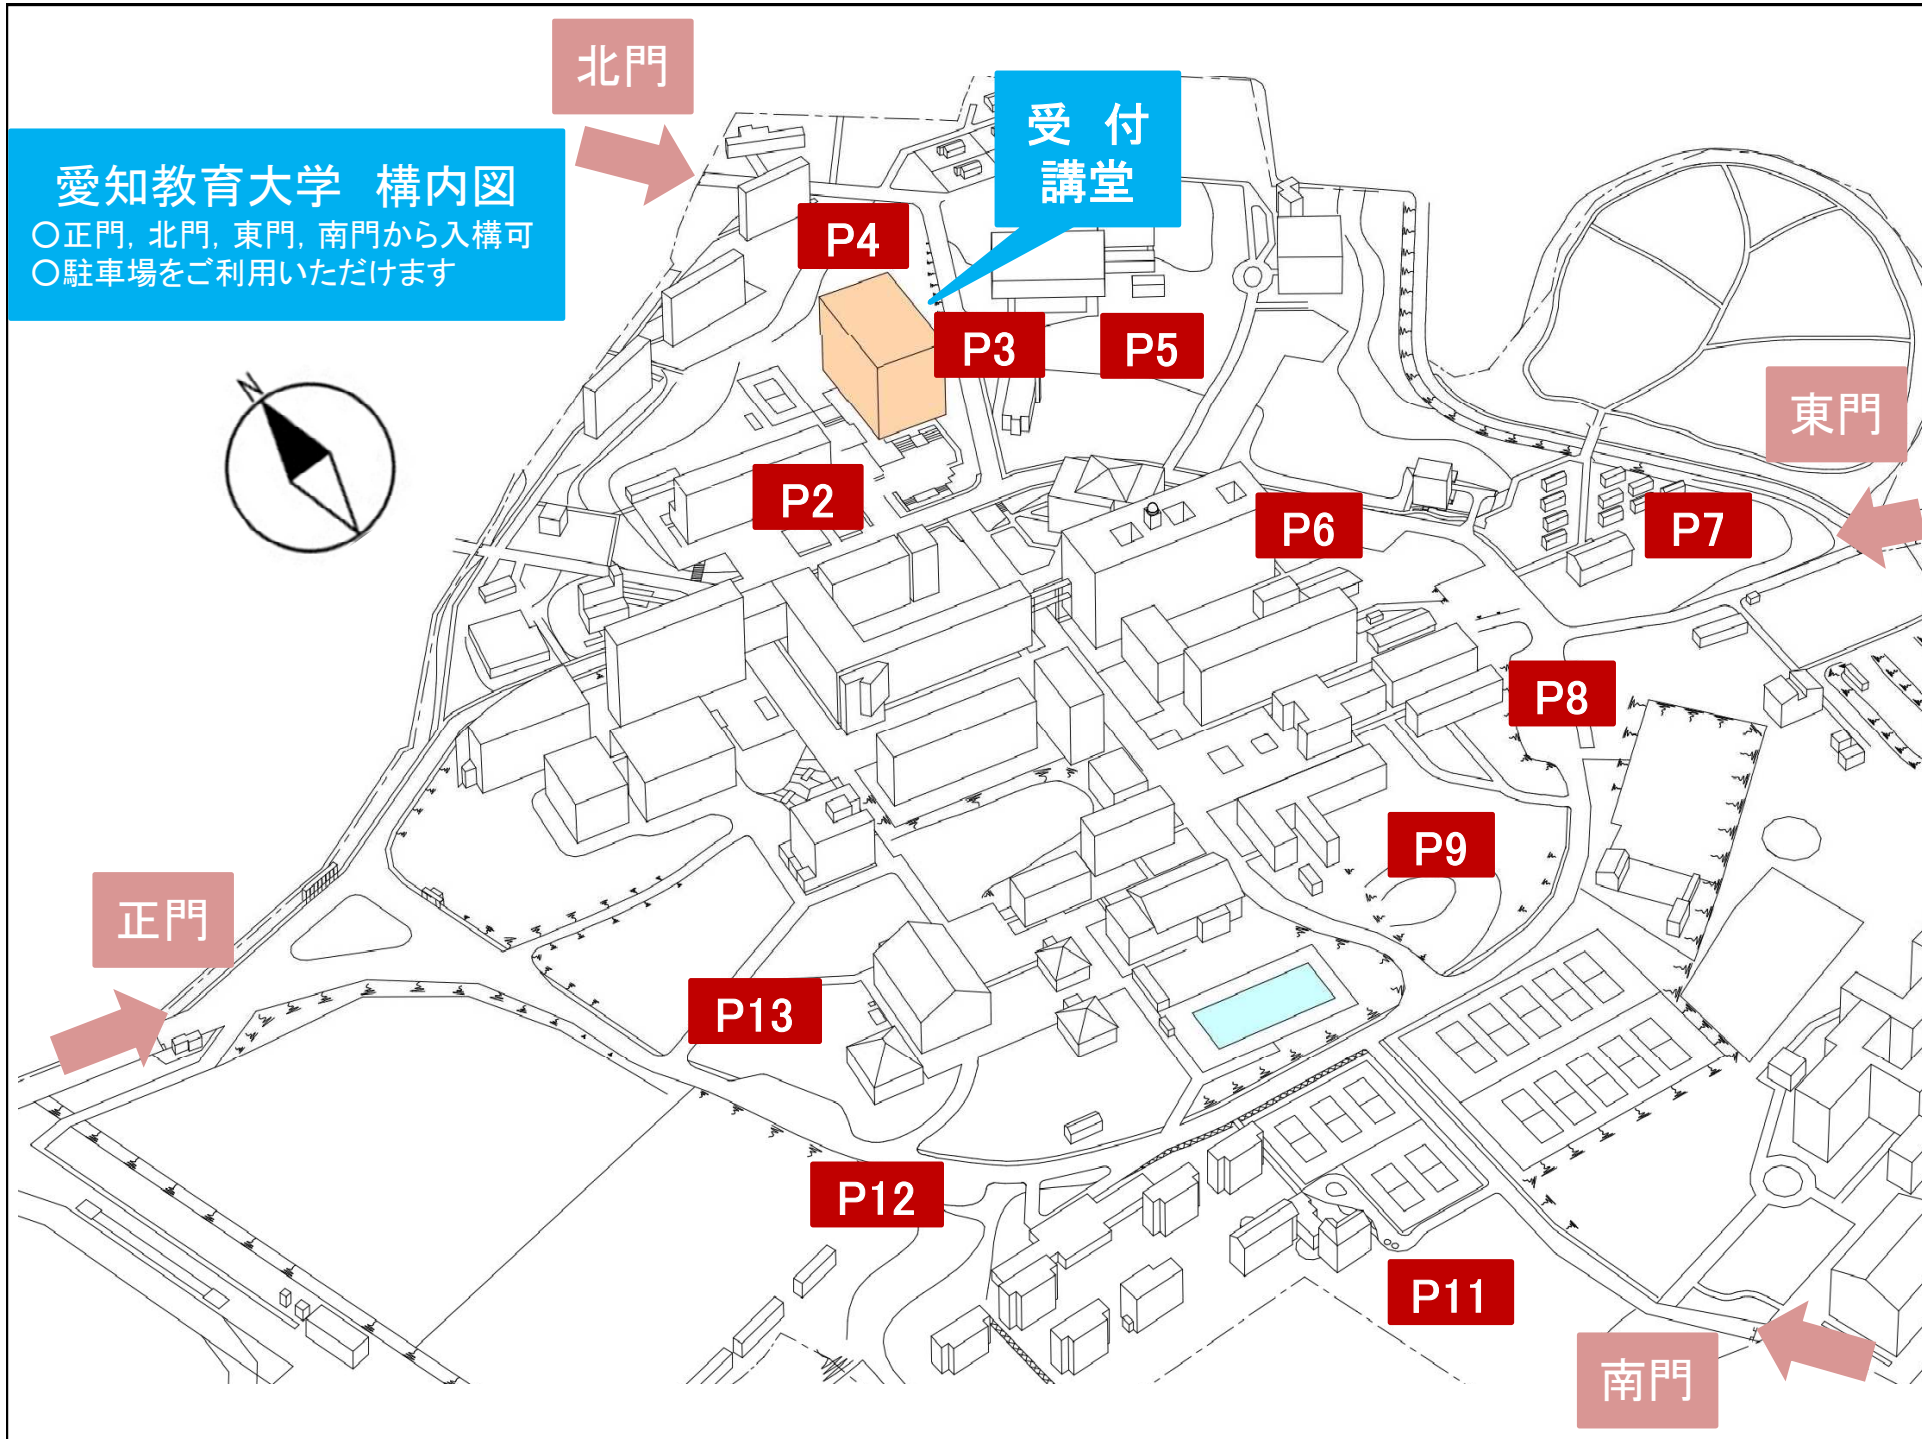 北門
受 付
講堂
愛知教育大学 構内図
○正門, 北門, 東門, 南門から入構可
○駐車場をご利用いただけます
P4
P3
P5
N
東門
P2
P6
P7
P8
P9
正門
P13
P12
P11
南門